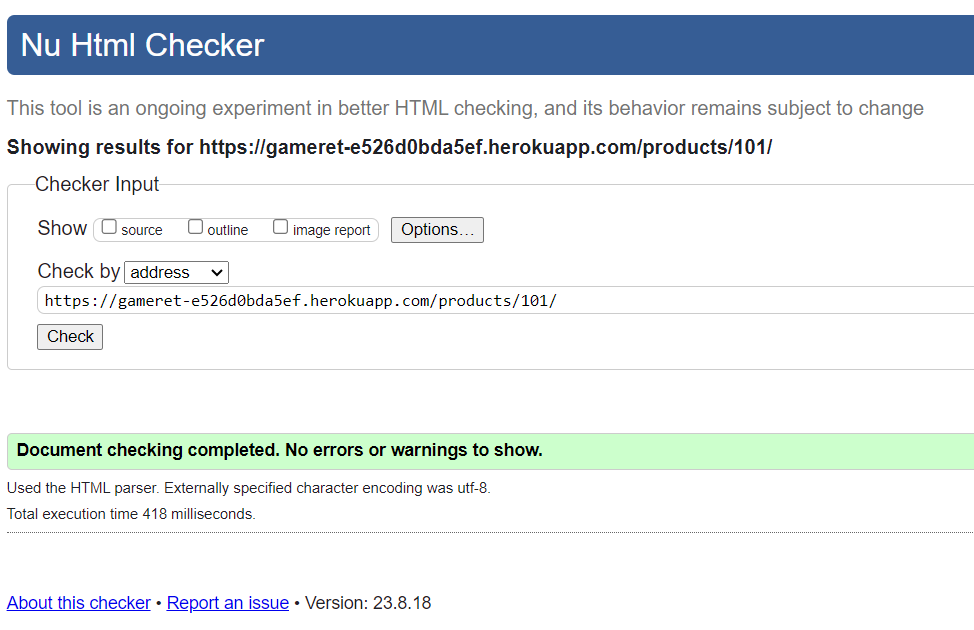 Nu Html Checker
This tool is an ongoing experiment in better HTML checking, and its behavior remains subject to change
Showing results for https://gameret-e526d0bda5ef.herokuapp.com/products/101/
Checker Input
Show source outline image report Options...
Check by address
https://gameret-e526d0bda5ef.herokuapp.com/products/101/
Check
Document checking completed. No errors or warnings to show.
Used the HTML parser. Externally specified character encoding was utf-8.
Total execution time 418 milliseconds.
About this checker • Report an issue • Version: 23.8.18